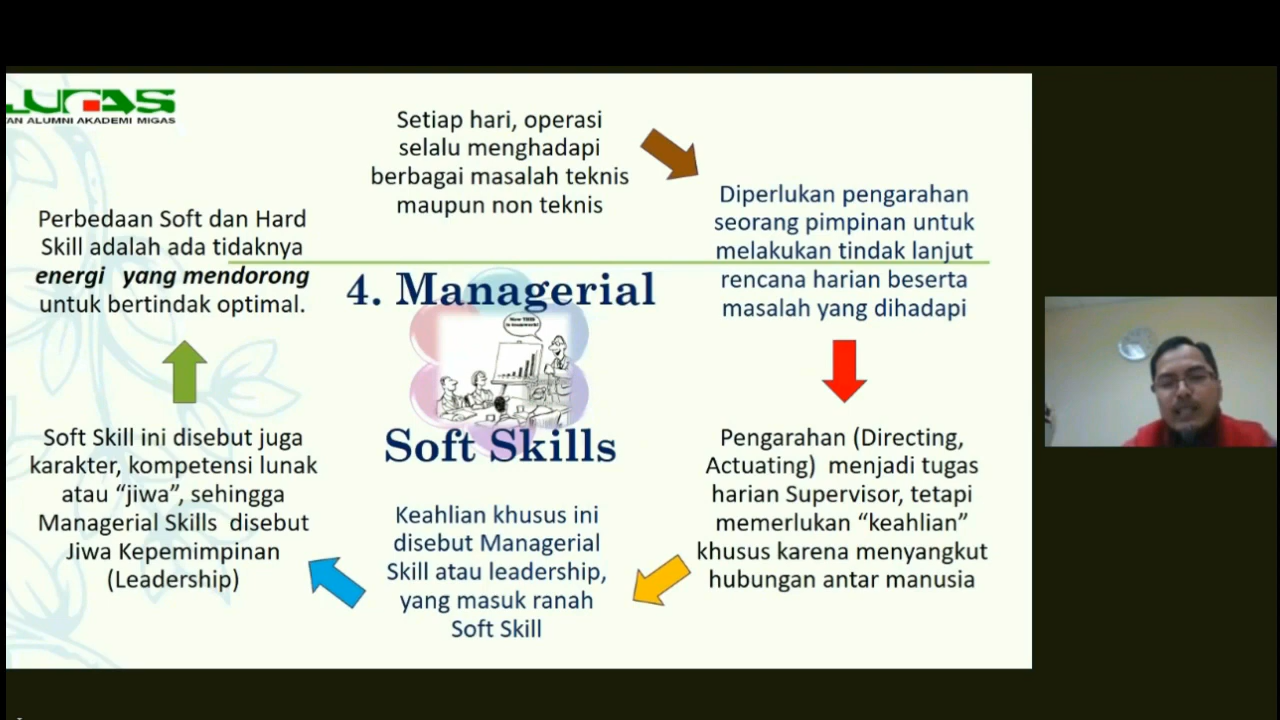 LUGAS
AN ALUMNI AKADEMI MIGAS
Setiap hari, operasi
selalu menghadapi
berbagai masalah teknis
maupun non teknis
Diperlukan pengarahan
seorang pimpinan untuk
melakukan tindak lanjut
rencana harian beserta
masalah yang dihadapi
Pengarahan (Directing,
Actuating) menjadi tugas
harian Supervisor, tetapi
memerlukan “keahlian”
khusus karena menyangkut
hubungan antar manusia
Keahlian khusus ini
disebut Managerial
Skill atau leadership,
yang masuk ranah
Soft Skill
Soft Skill ini disebut juga
karakter, kompetensi lunak
atau “jiwa”, sehingga
Managerial Skills disebut
Jiwa Kepemimpinan
(Leadership)
Perbedaan Soft dan Hard
Skill adalah ada tidaknya
energi yang mendorong
untuk bertindak optimal.
4. Managerial
Soft Skills